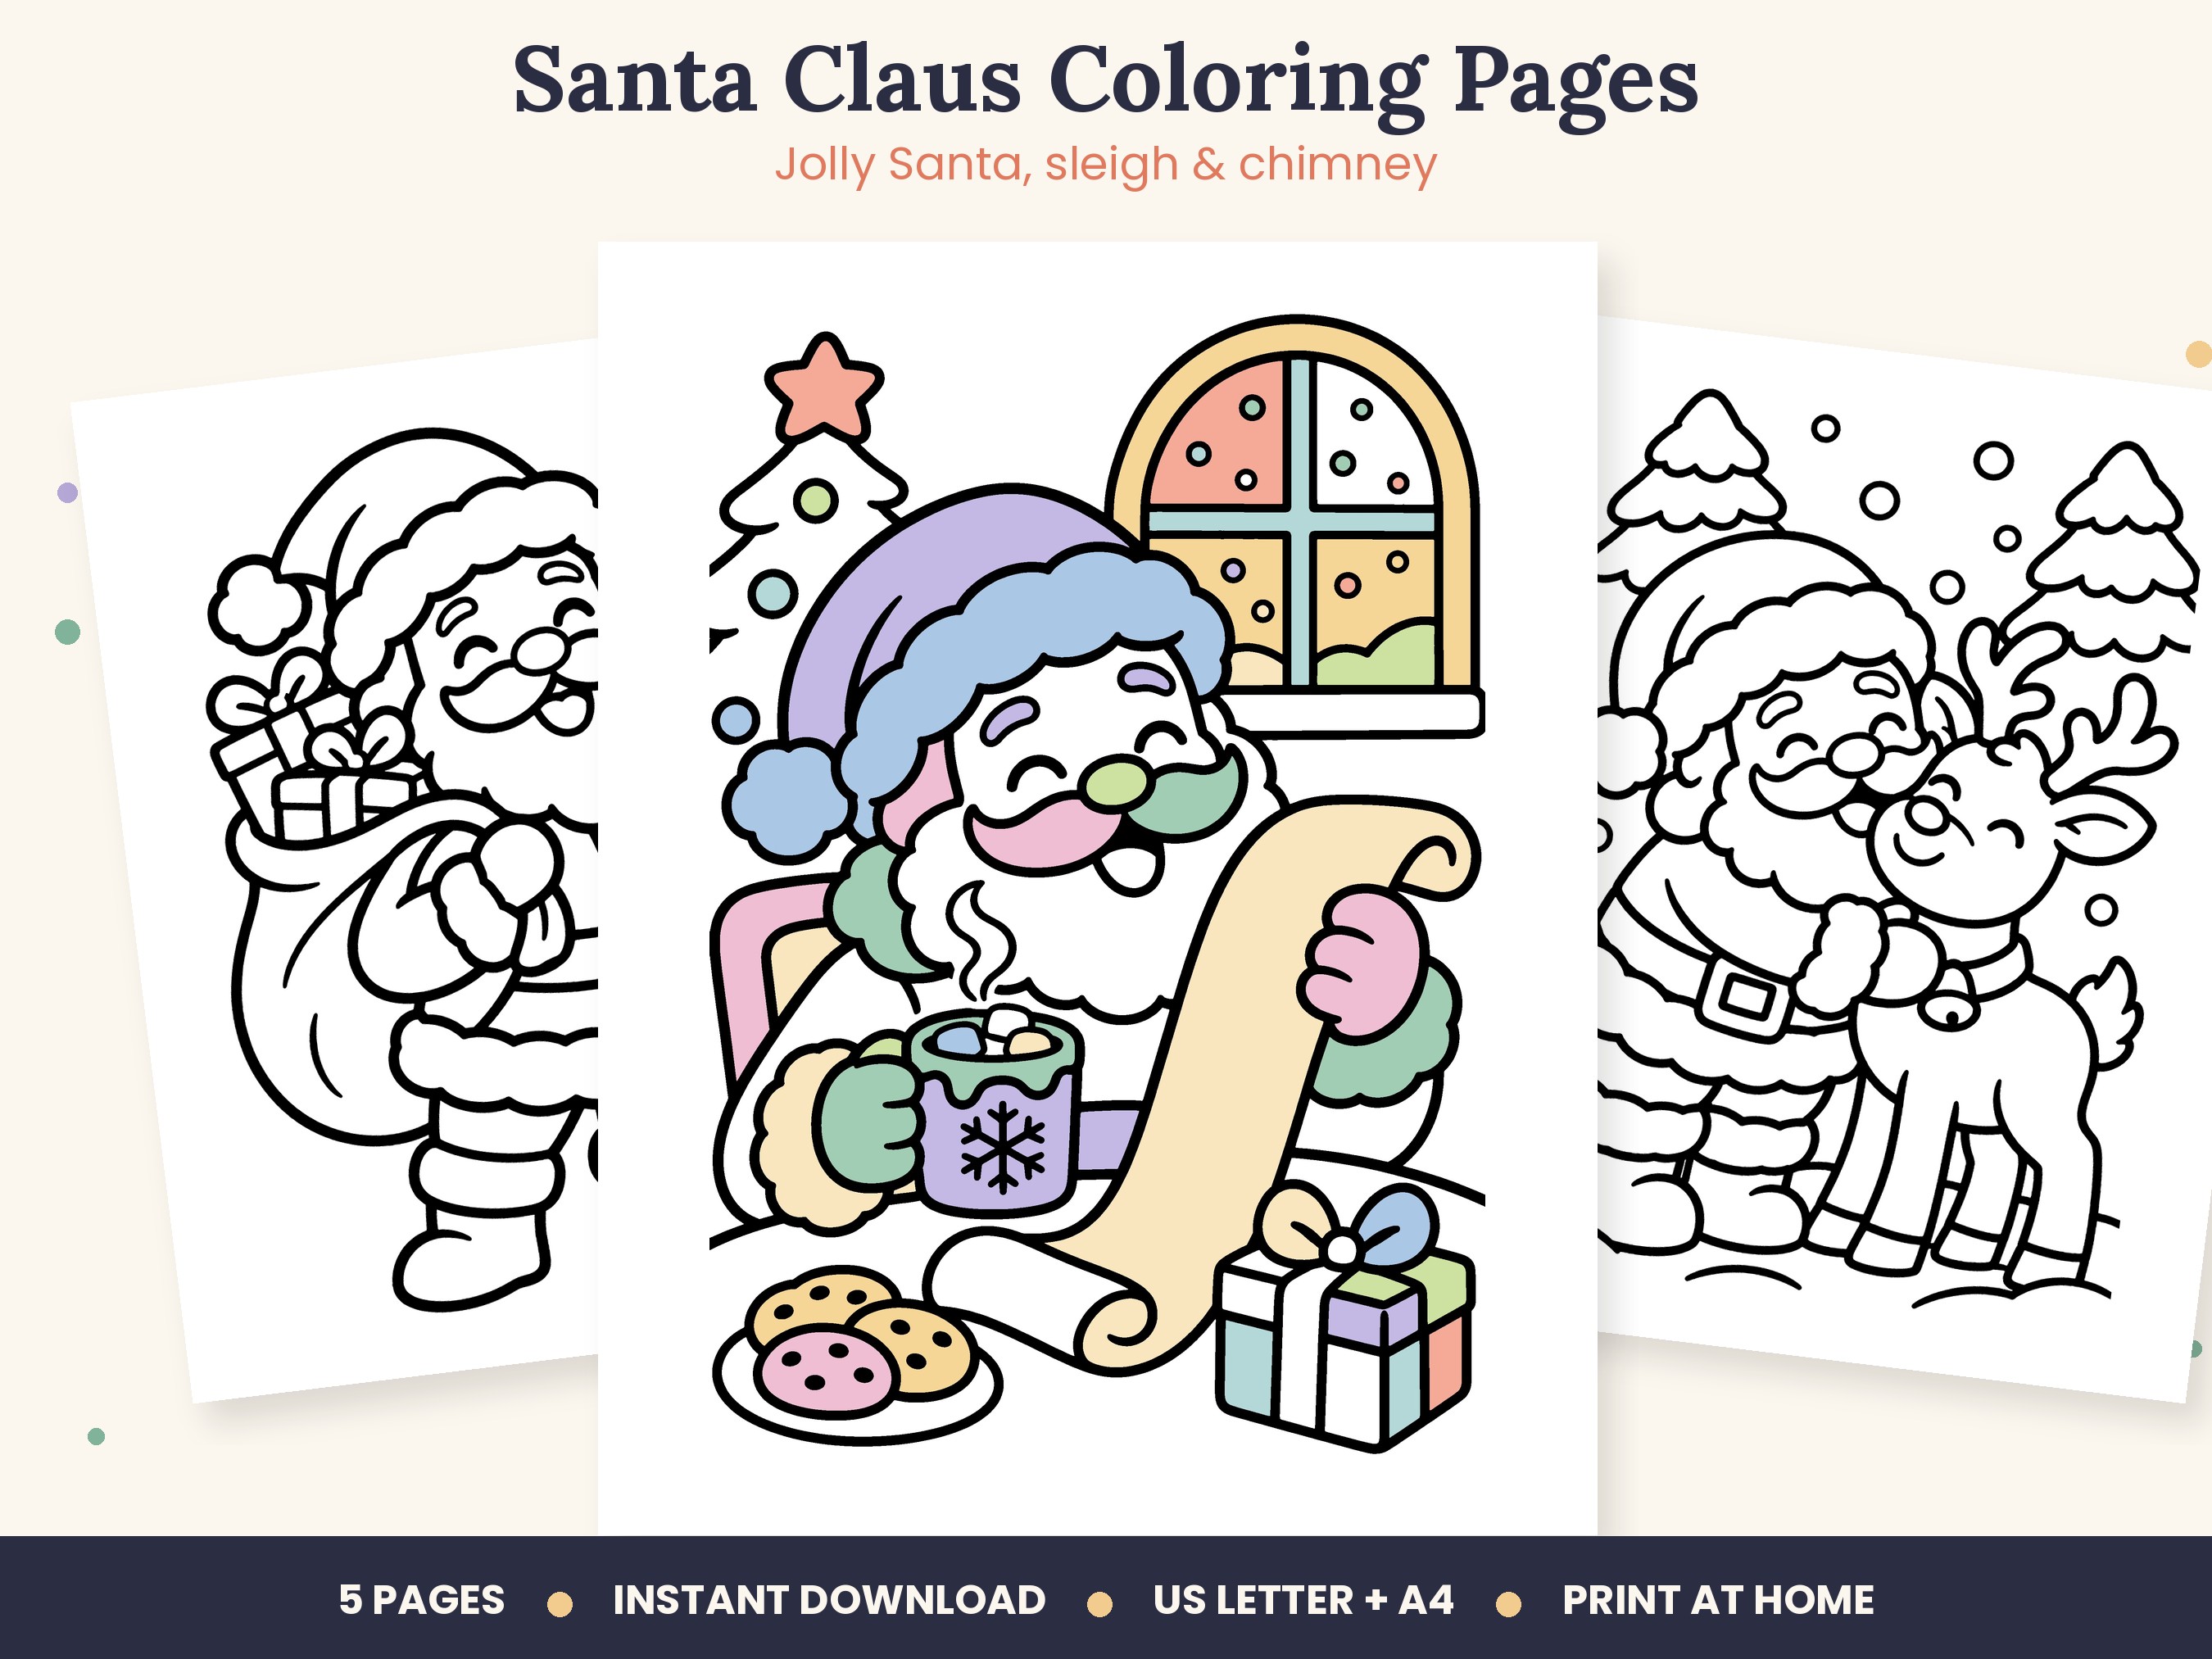 Santa Claus Coloring Pages
Jolly Santa, sleigh & chimney
5 PAGES ● INSTANT DOWNLOAD ● US LETTER + A4 ● PRINT AT HOME